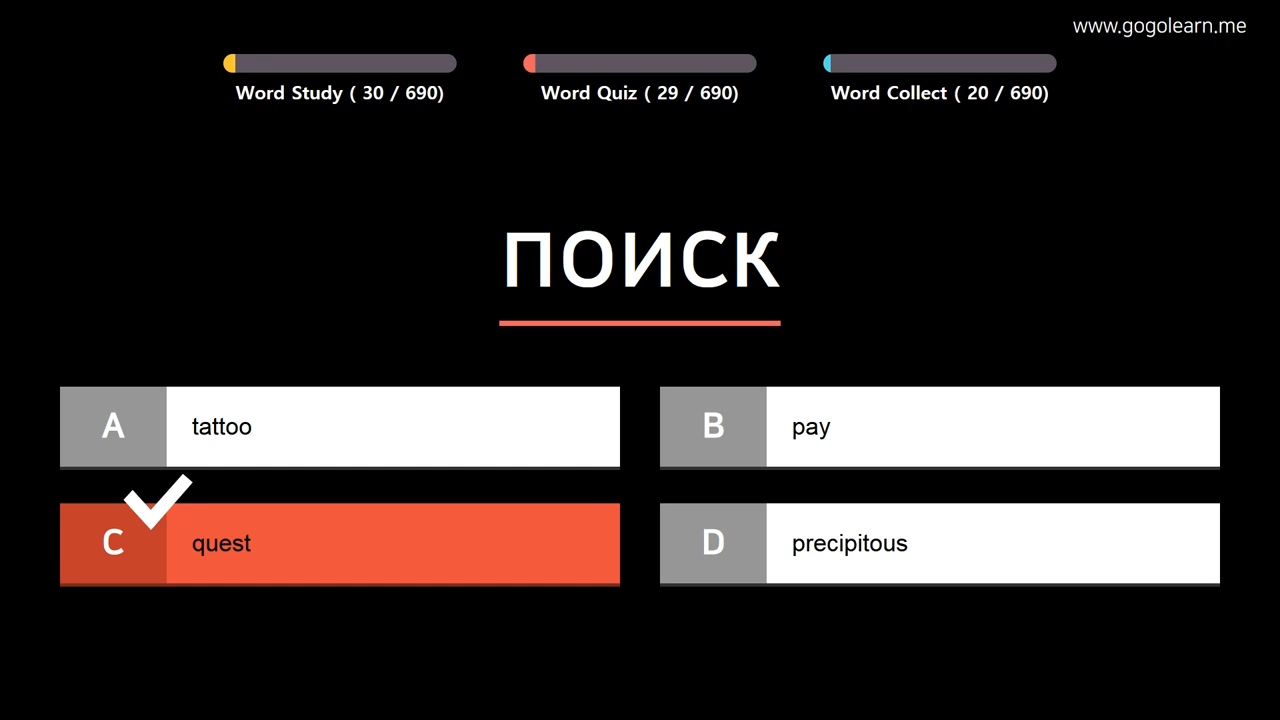 www.gogolearn.me
Word Study ( 30 / 690)
Word Quiz ( 29 / 690)
Word Collect ( 20 / 690)
ПОИСК
A tattoo
B pay
C quest
D precipitous